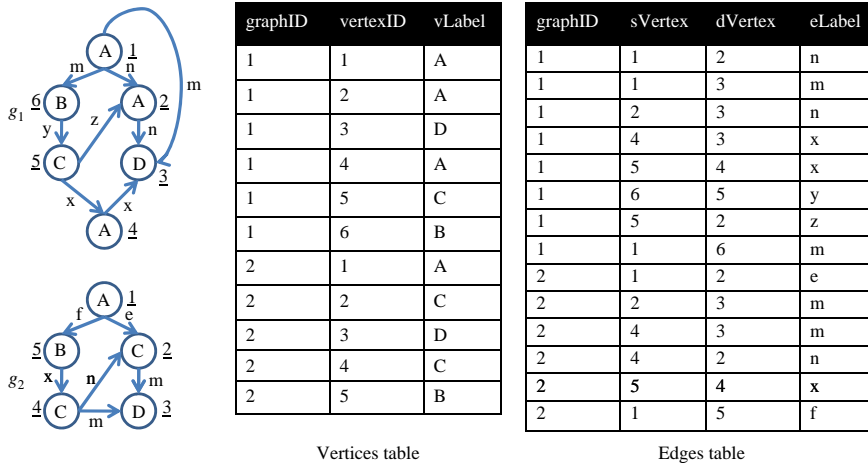 A 1
m n
m
g1 6 B A 2
y z n
5 C D 3
x x
A 4
A 1
f e
5 B C 2
g2 x n m
4 C D 3
m
graphID vertexID vLabel
1 1 A
1 2 A
1 3 D
1 4 A
1 5 C
1 6 B
2 1 A
2 2 C
2 3 D
2 4 C
2 5 B
Vertices table
graphID sVertex dVertex eLabel
1 1 2 n
1 1 3 m
1 2 3 n
1 4 3 x
1 5 4 x
1 6 5 y
1 5 2 z
1 1 6 m
2 1 2 e
2 2 3 m
2 4 3 m
2 4 2 n
2 5 4 x
2 1 5 f
Edges table